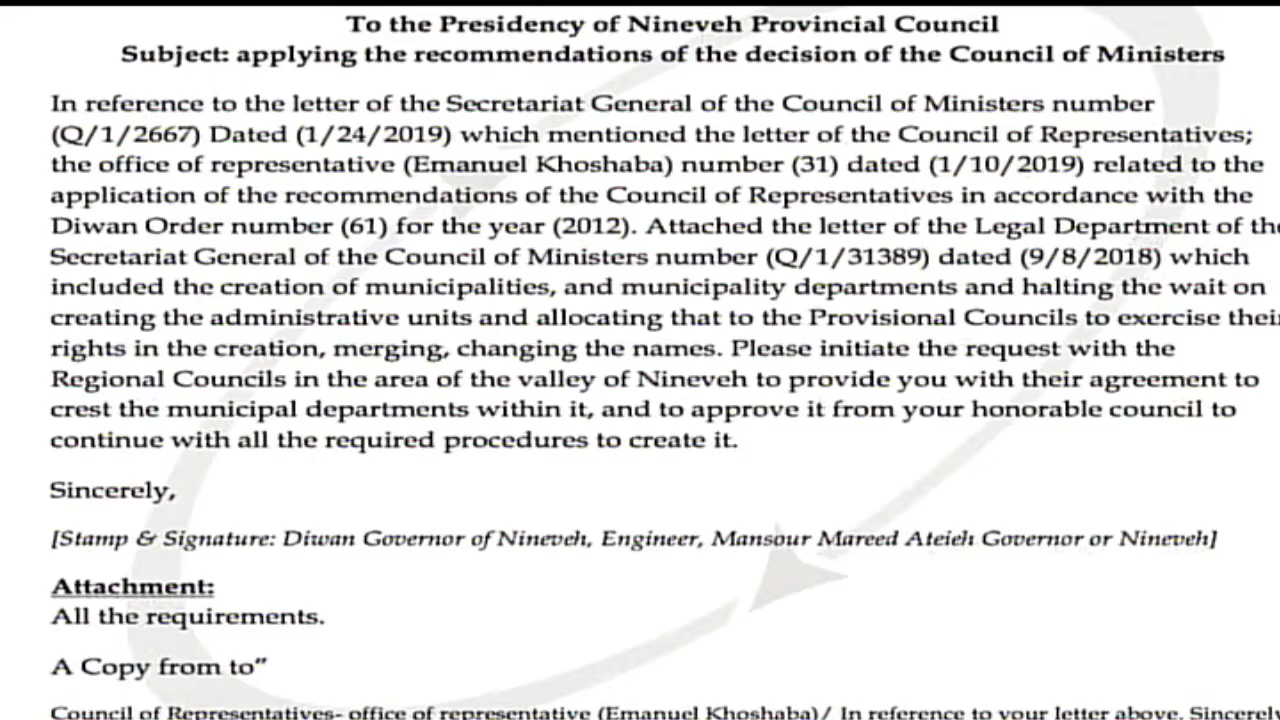 To the Presidency of Nineveh Provincial Council
Subject: applying the recommendations of the decision of the Council of Ministers
In reference to the letter of the Secretariat General of the Council of Ministers number
(Q/1/2667) Dated (1/24/2019) which mentioned the letter of the Council of Representatives;
the office of representative (Emanuel Khoshaba) number (31) dated (1/10/2019) related to the
application of the recommendations of the Council of Representatives in accordance with the
Diwan Order number (61) for the year (2012). Attached the letter of the Legal Department of the
Secretariat General of the Council of Ministers number (Q/1/31389) dated (9/8/2018) which
included the creation of municipalities, and municipality departments and halting the wait on
creating the administrative units and allocating that to the Provisional Councils to exercise their
rights in the creation, merging, changing the names. Please initiate the request with the
Regional Councils in the area of the valley of Nineveh to provide you with their agreement to
crest the municipal departments within it, and to approve it from your honorable council to
continue with all the required procedures to create it.
Sincerely,
[Stamp & Signature: Diwan Governor of Nineveh, Engineer, Mansour Mareed Ateieh Governor or Nineveh]
Attachment:
All the requirements.
A Copy from to”
Council of Representatives- office of representative (Emanuel Khoshaba)/ In reference to your letter above. Sincerely